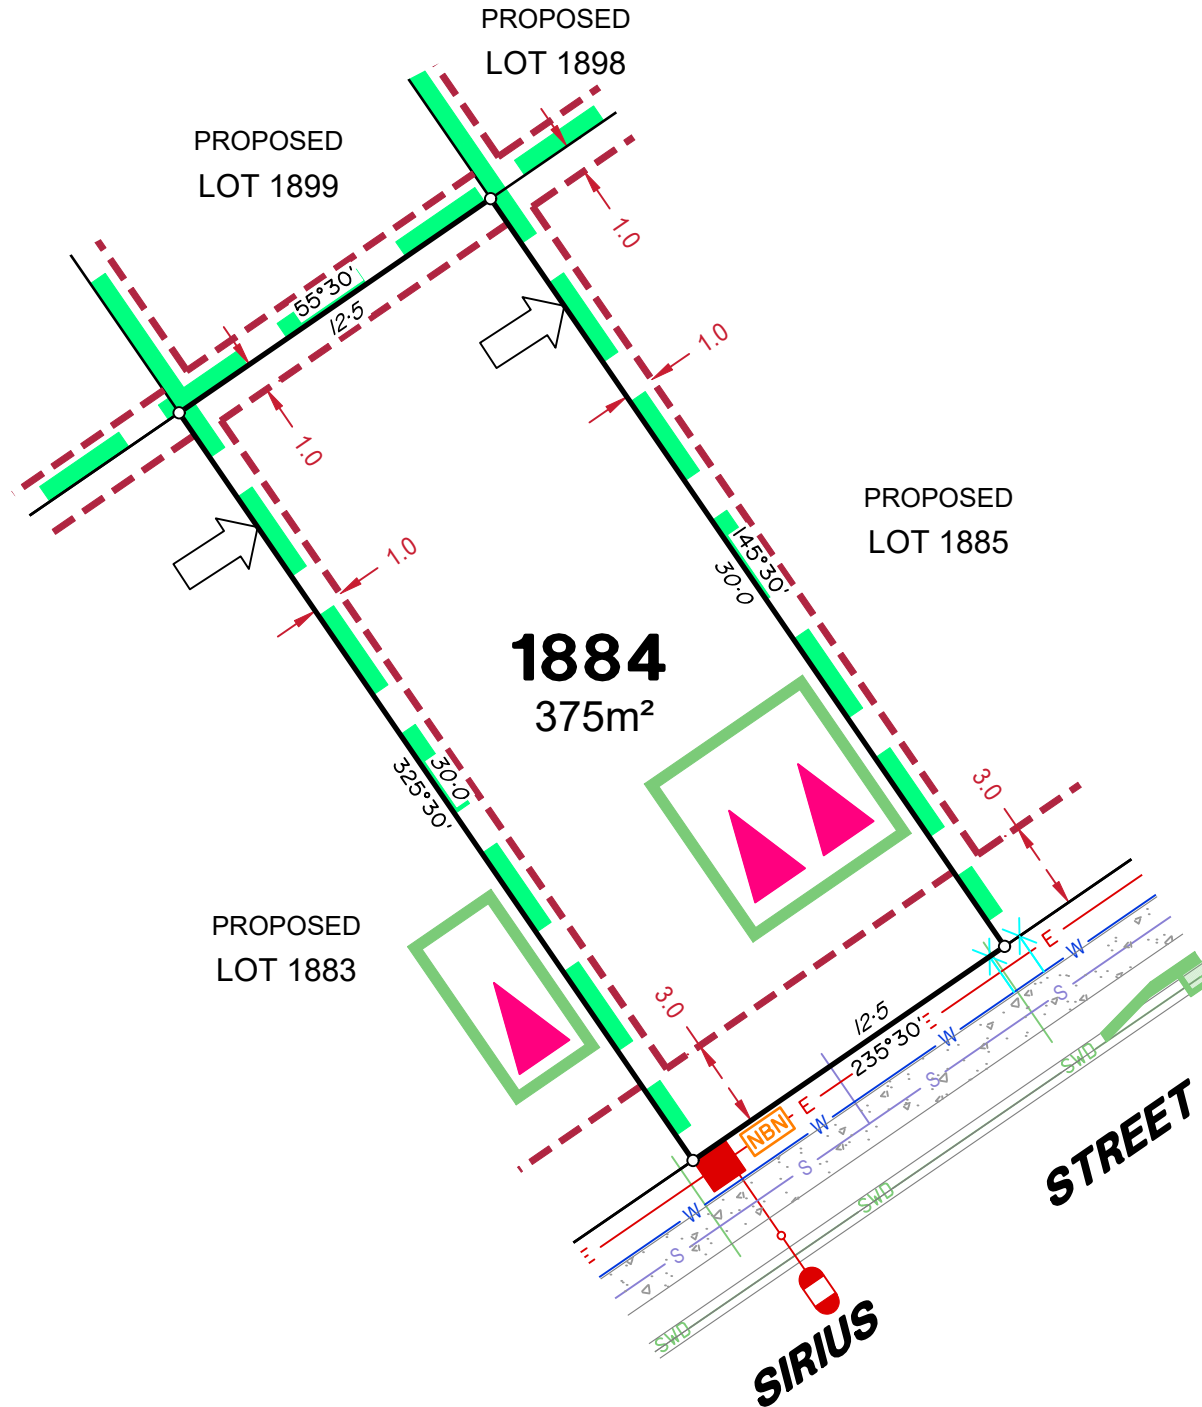 PROPOSED
LOT 1898
PROPOSED
LOT 1899
1.0
55°30'
12·5
1.0
1.0
1.0
PROPOSED
LOT 1885
145°30'
30·0
1884
375m²
30·0
325°30'
3.0
PROPOSED
LOT 1883
3.0
12·5
235°30'
E
W
S
E
W
S
SWD
NBN
E
W
S
STREET
SWD
W
S
E
SWD
SIRIUS